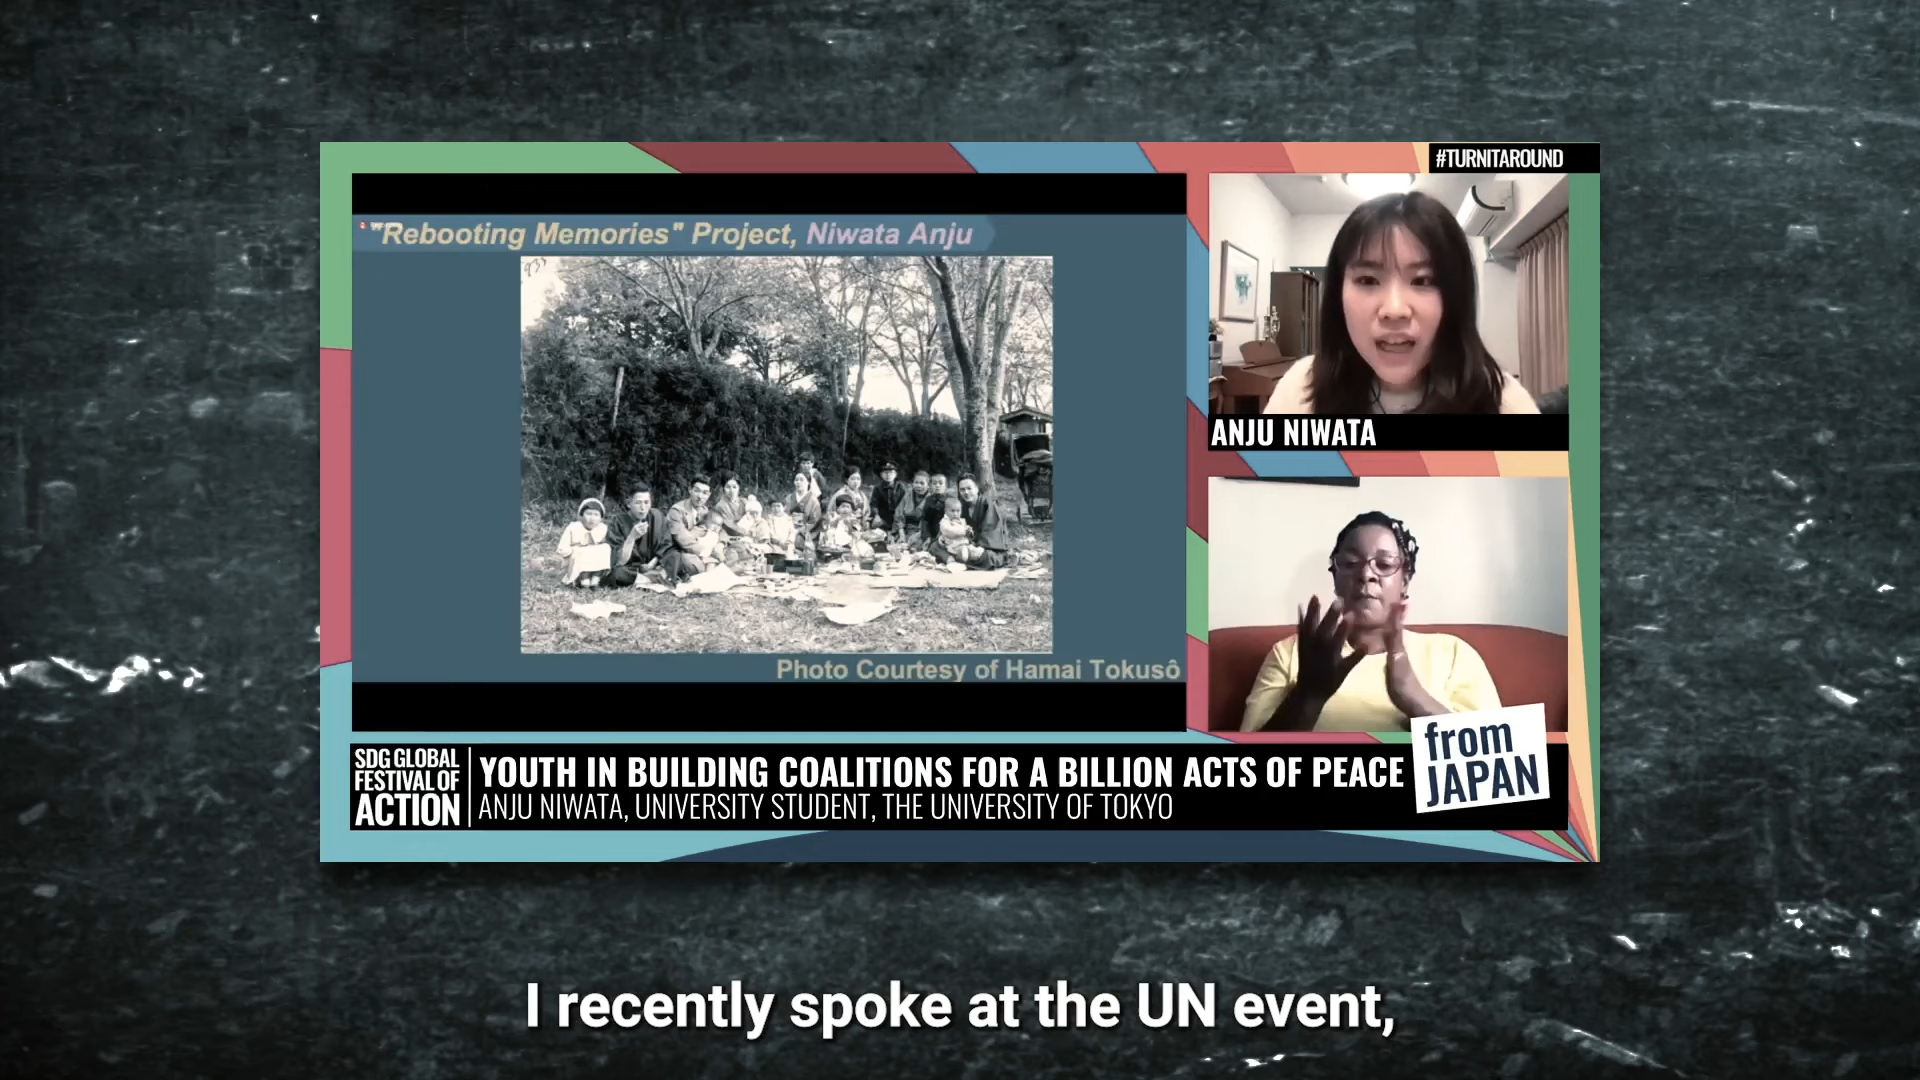 #TURNITAROUND
"Rebooting Memories" Project, Niwata Anju
ANJU NIWATA
Photo Courtesy of Hamai Tokusô
from
JAPAN
SDG GLOBAL
FESTIVAL OF
ACTION
YOUTH IN BUILDING COALITIONS FOR A BILLION ACTS OF PEACE
ANJU NIWATA, UNIVERSITY STUDENT, THE UNIVERSITY OF TOKYO
I recently spoke at the UN event,